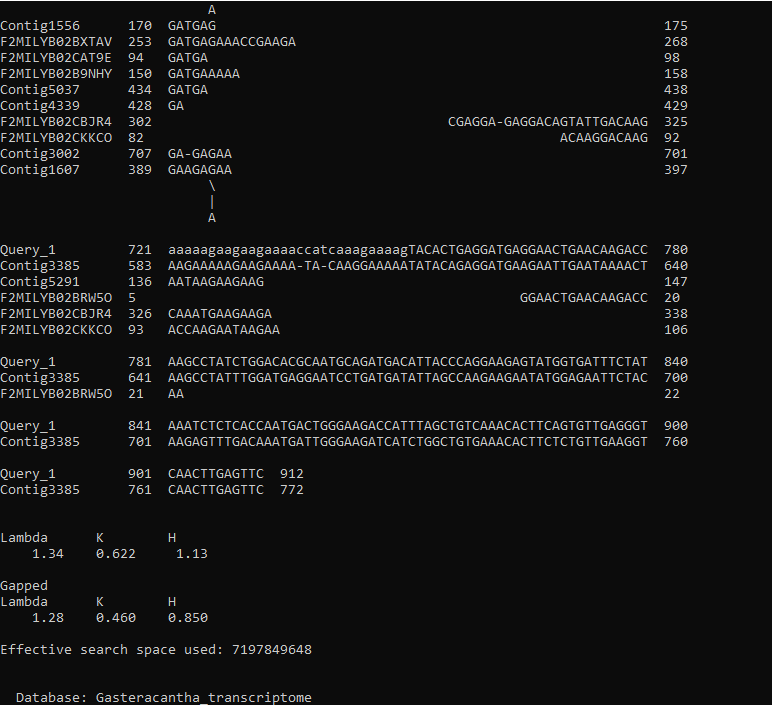 A
Contig1556      170  GATGAG                                                        175
F2MILYB02BXTAV  253  GATGAGAAACCGAAGA                                              268
F2MILYB02CAT9E  94   GATGA                                                         98
F2MILYB02B9NHY  150  GATGAAAAA                                                     158
Contig5037      434  GATGA                                                         438
Contig4339      428  GA                                                            429
F2MILYB02CBJR4  302                                     CGAGGA-GAGGACAGTATTGACAAG  325
F2MILYB02CKKCO  82                                                    ACAAGGACAAG  92
Contig3002      707  GA-GAGAA                                                      701
Contig1607      389  GAAGAGAA                                                      397
                          \
                          |
                          A
Query_1         721  aaaaagaagaagaaaaccatcaaagaaaagTACACTGAGGATGAGGAACTGAACAAGACC  780
Contig3385      583  AAGAAAAAGAAGAAAA-TA-CAAGGAAAAATATACAGAGGATGAAGAATTGAATAAAACT  640
Contig5291      136  AATAAGAAGAAG                                                  147
F2MILYB02BRW5O  5                                                GGAACTGAACAAGACC  20
F2MILYB02CBJR4  326  CAAATGAAGAAGA                                                 338
F2MILYB02CKKCO  93   ACCAAGAATAAGAA                                                106
Query_1         781  AAGCCTATCTGGACACGCAATGCAGATGACATTACCCAGGAAGAGTATGGTGATTTCTAT  840
Contig3385      641  AAGCCTATTTGGATGAGGAATCCTGATGATATTAGCCAAGAAGAATATGGAGAATTCTAC  700
F2MILYB02BRW5O  21   AA                                                            22
Query_1         841  AAATCTCTCACCAATGACTGGGAAGACCATTTAGCTGTCAAACACTTCAGTGTTGAGGGT  900
Contig3385      701  AAGAGTTTGACAAATGATTGGGAAGATCATCTGGCTGTGAAACACTTCTCTGTTGAAGGT  760
Query_1         901  CAACTTGAGTTC  912
Contig3385      761  CAACTTGAGTTC  772
Lambda      K        H
    1.34    0.622     1.13
Gapped
Lambda      K        H
    1.28    0.460    0.850
Effective search space used: 7197849648
  Database: Gasteracantha_transcriptome